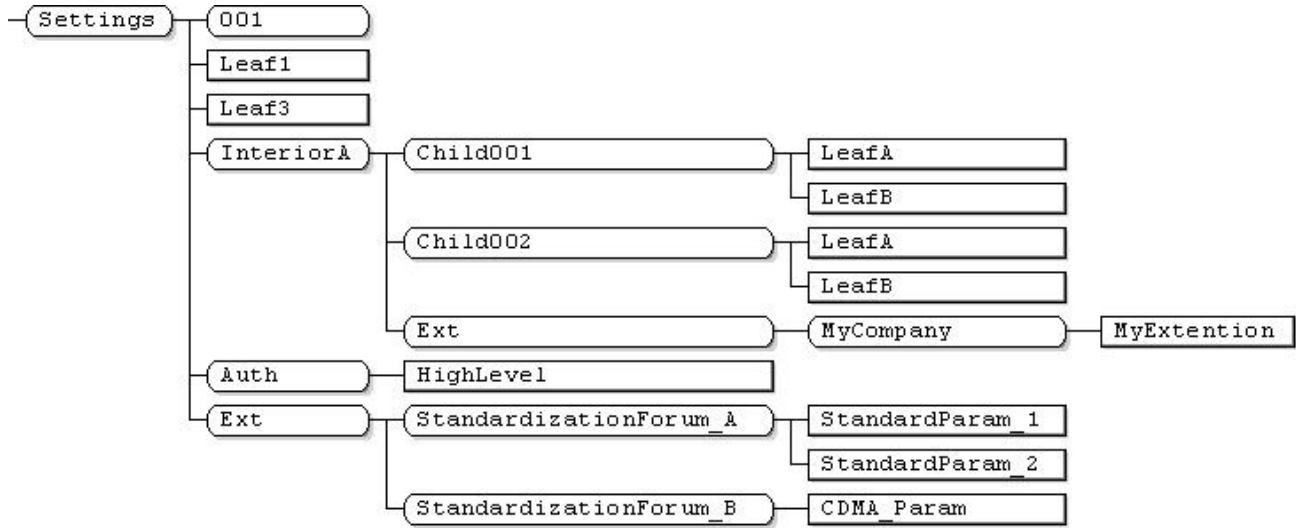 Settings
001
Leaf1
Leaf3
InteriorA
Child001
LeafA
LeafB
Child002
LeafA
LeafB
Ext
MyCompany
MyExtention
Auth
HighLevel
Ext
StandardizationForum_A
StandardParam_1
StandardParam_2
StandardizationForum_B
CDMA_Param